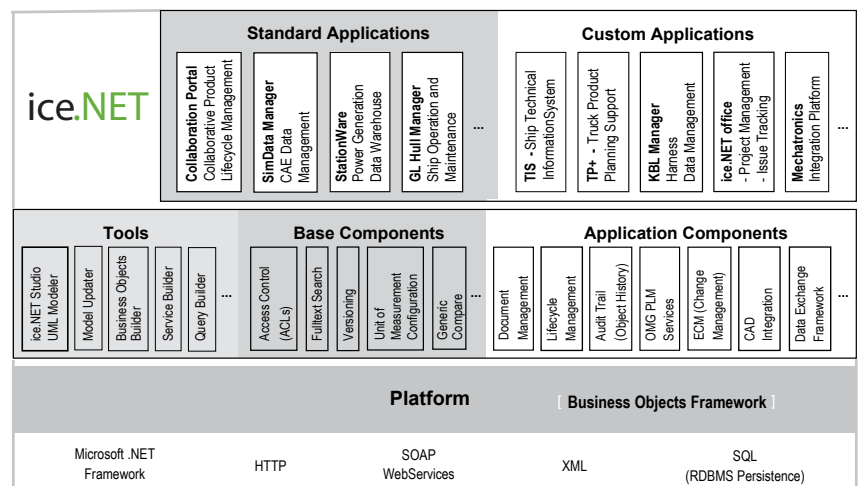 ice.NET
Standard Applications
Collaboration Portal
Collaborative Product
Lifecycle Management
SimData Manager
CAE Data
Management
StationWare
Power Generation
Data Warehouse
GL Hull Manager
Ship Operation and
Maintenance
...
Custom Applications
TIS - Ship Technical
InformationSystem
TP+ - Truck Product
Planning Support
KBL Manager
Harness
Data Management
ice.NET office
- Project Management
- Issue Tracking
Mechatronics
Integration Platform
...
Tools
ice.NET Studio
UML Modeler
Model Updater
Business Objects
Builder
Service Builder
Query Builder
...
Base Components
Access Control
(ACLs)
Fulltext Search
Versioning
Unit of
Measurement
Configuration
Generic
Compare
...
Application Components
Document
Management
Lifecycle
Management
Audit Trail
(Object History)
OMG PLM
Services
ECM (Change
Management)
CAD
Integration
Data Exchange
Framework
...
Platform [ Business Objects Framework ]
Microsoft .NET
Framework
HTTP
SOAP
WebServices
XML
SQL
(RDBMS Persistence)